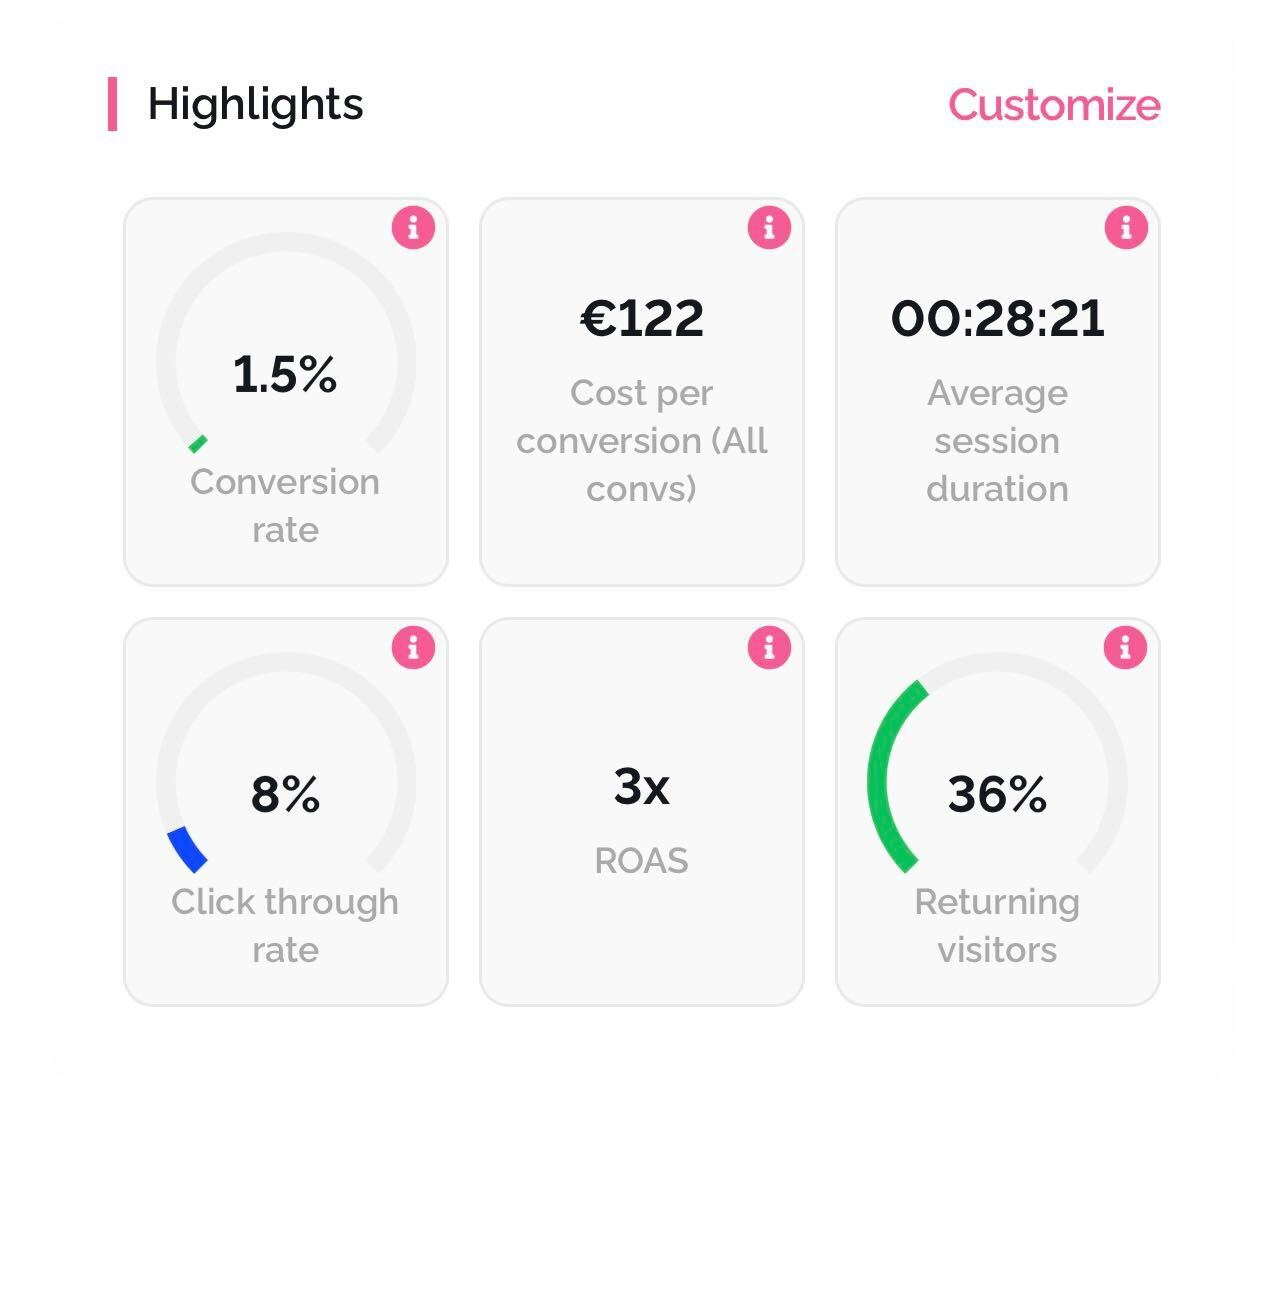 Highlights
Customize
1.5%
Conversion
rate
€122
Cost per
conversion (All
convs)
00:28:21
Average
session
duration
8%
Click through
rate
3x
ROAS
36%
Returning
visitors